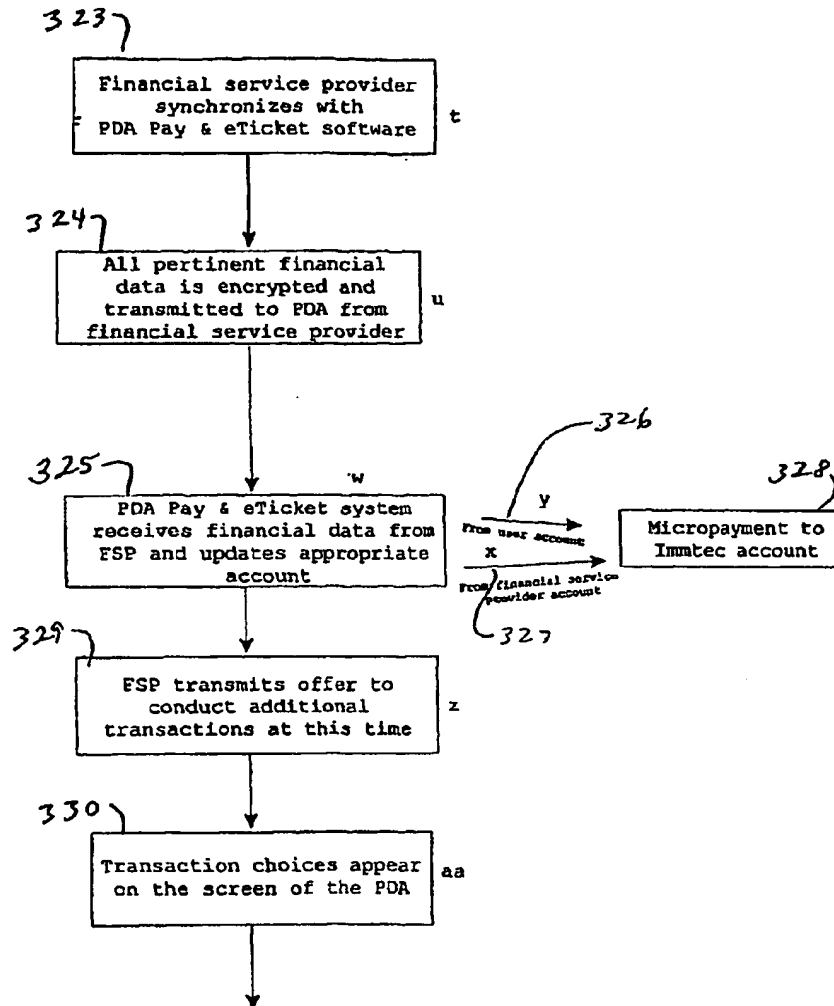 323
Financial service provider
synchronizes with
PDA Pay & eTicket software
t
324
All pertinent financial
data is encrypted and
transmitted to PDA from
financial service provider
u
325
w
PDA Pay & eTicket system
receives financial data from
FSP and updates appropriate
account
326
y
From user account
x
From financial service
provider account
327
328
Micropayment to
Immtec account
329
FSP transmits offer to
conduct additional
transactions at this time
z
330
Transaction choices appear
on the screen of the PDA
aa